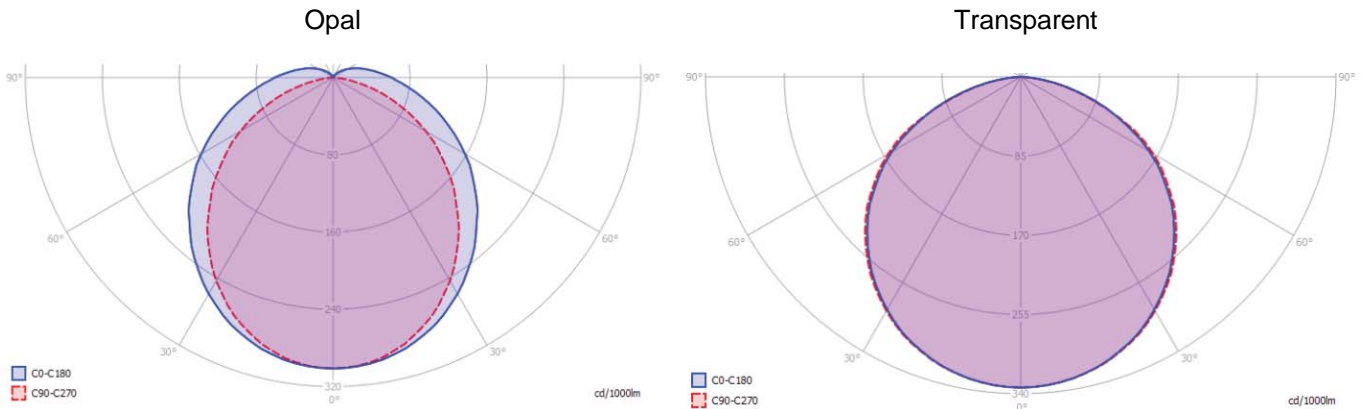 Opal
Transparent
90° 90°
80
160
60° 60°
240
30° 30°
320
0°
C0-C180
C90-C270
cd/1000lm
90° 90°
85
170
60° 60°
255
30° 30°
340
0°
C0-C180
C90-C270
cd/1000lm